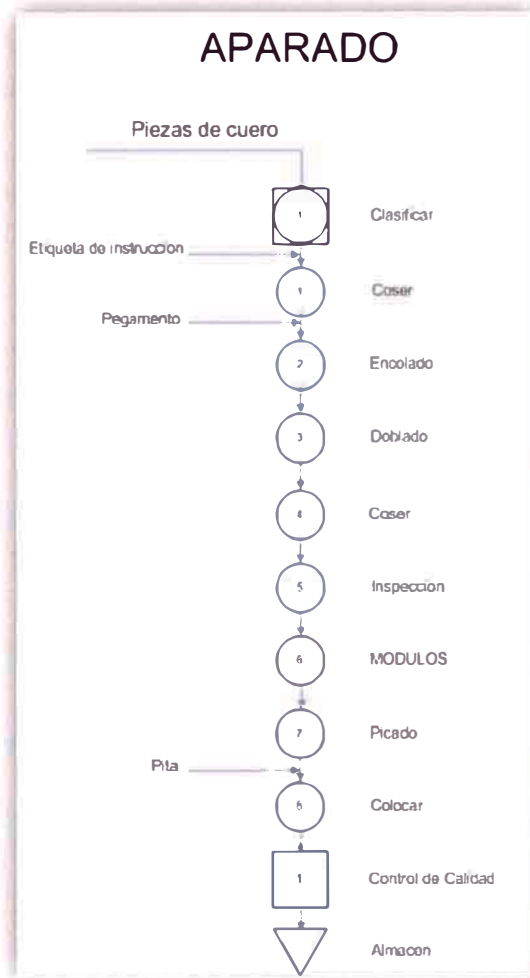 APARADO
Piezas de cuero
1
Clasificar
Etiqueta de instruccion
1
Coser
Pegamento
2
Encolado
3
Doblado
4
Coser
5
Inspeccion
6
MODULOS
7
Picado
Pita
Colocar
1
Control de Calidad
Almacen